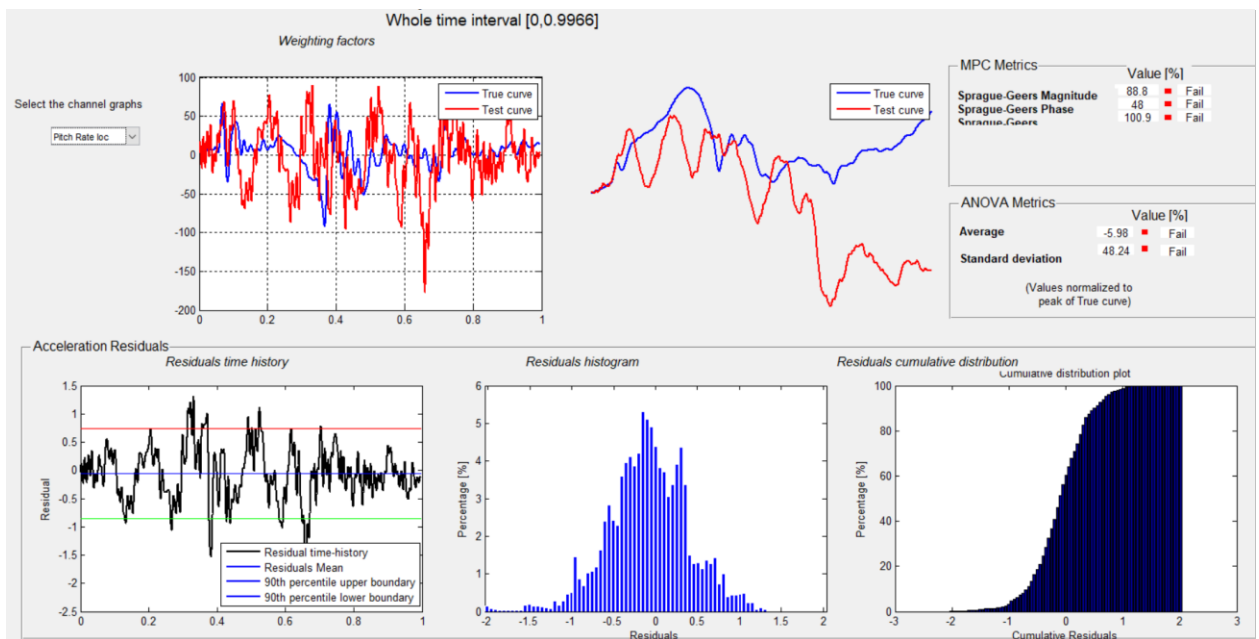 Whole time interval [0,0.9966]
Weighting factors
Select the channel graphs
Pitch Rate loc
100
50
0
-50
-100
-150
-200
0
0.2
0.4
0.6
0.8
1
True curve
Test curve
True curve
Test curve
MPC Metrics
Value [%]
Sprague-Geers Magnitude 88.8 Fail
Sprague-Geers Phase 48 Fail
Sprague-Geers 100.9 Fail
ANOVA Metrics
Value [%]
Average -5.98 Fail
Standard deviation 48.24 Fail
(Values normalized to
peak of True curve)
Acceleration Residuals
Residuals time history
1.5
1
0.5
0
-0.5
-1
-1.5
-2
-2.5
Residual
0
0.2
0.4
0.6
0.8
1
Residual time-history
Residuals Mean
90th percentile upper boundary
90th percentile lower boundary
Residuals histogram
6
5
4
3
2
1
0
Percentage [%]
-2
-1.5
-1
-0.5
0
0.5
1
1.5
2
Residuals
Residuals cumulative distribution
Cumulative distribution plot
100
80
60
40
20
0
Percentage [%]
-3
-2
-1
0
1
2
3
Cumulative Residuals